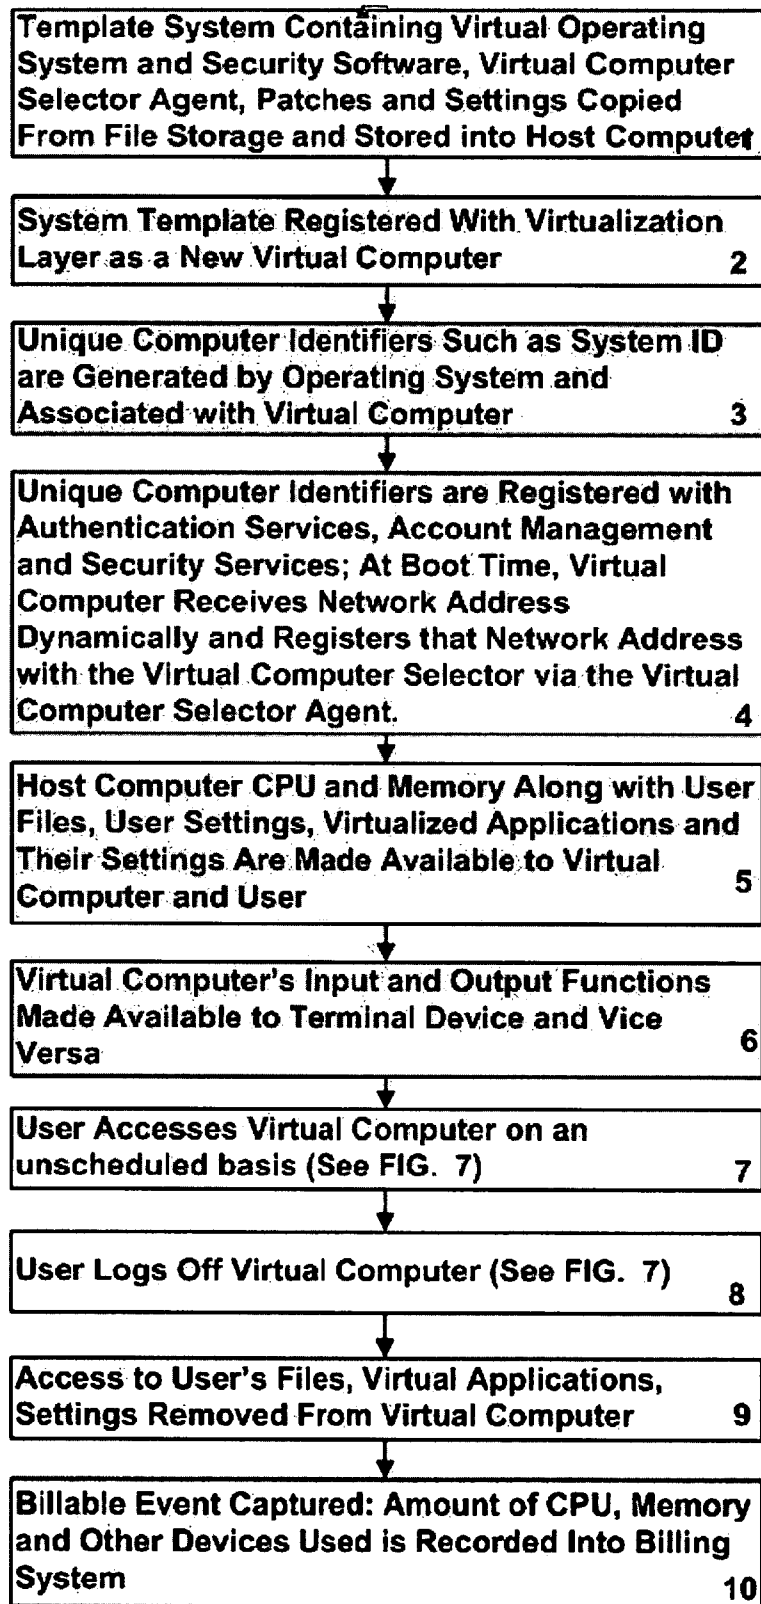 Template System Containing Virtual Operating
System and Security Software, Virtual Computer
Selector Agent, Patches and Settings Copied
From File Storage and Stored into Host Computer
1
System Template Registered With Virtualization
Layer as a New Virtual Computer
2
Unique Computer Identifiers Such as System ID
are Generated by Operating System and
Associated with Virtual Computer
3
Unique Computer Identifiers are Registered with
Authentication Services, Account Management
and Security Services; At Boot Time, Virtual
Computer Receives Network Address
Dynamically and Registers that Network Address
with the Virtual Computer Selector via the Virtual
Computer Selector Agent.
4
Host Computer CPU and Memory Along with User
Files, User Settings, Virtualized Applications and
Their Settings Are Made Available to Virtual
Computer and User
5
Virtual Computer's Input and Output Functions
Made Available to Terminal Device and Vice
Versa
6
User Accesses Virtual Computer on an
unscheduled basis (See FIG. 7)
7
User Logs Off Virtual Computer (See FIG. 7)
8
Access to User's Files, Virtual Applications,
Settings Removed From Virtual Computer
9
Billable Event Captured: Amount of CPU, Memory
and Other Devices Used is Recorded Into Billing
System
10